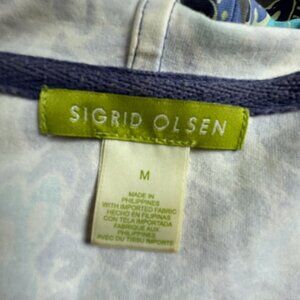 SIGRID OLSEN
M
MADE IN
PHILIPPINES
WITH IMPORTED FABRIC
HECHO EN FILIPINAS
CON TELA IMPORTADA
FABRIQUE AUX
PHILIPPINES
AVEC DU TISSU IMPORTÉ